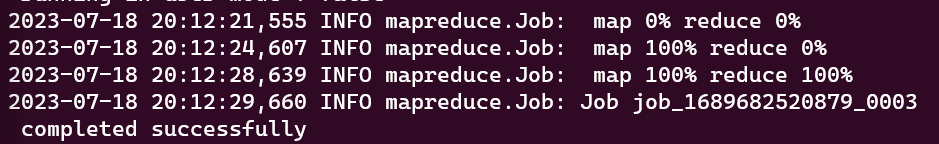 2023-07-18 20:12:21,555 INFO mapreduce.Job:  map 0% reduce 0%
2023-07-18 20:12:24,607 INFO mapreduce.Job:  map 100% reduce 0%
2023-07-18 20:12:28,639 INFO mapreduce.Job:  map 100% reduce 100%
2023-07-18 20:12:29,660 INFO mapreduce.Job: Job job_1689682520879_0003
 completed successfully